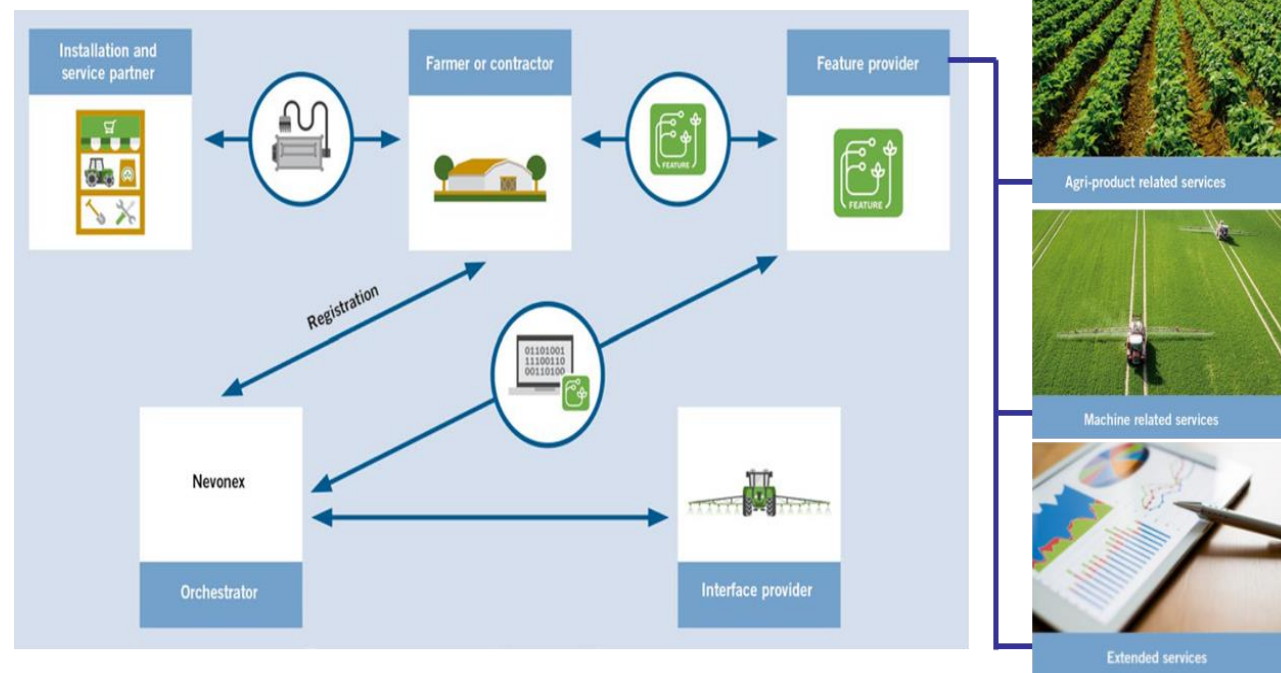 Installation and
service partner
Farmer or contractor
Feature provider
FEATURE
FEATURE
Agri-product related services
Registration
01101001
11100110
00110100
Machine related services
Nevonex
Orchestrator
Interface provider
Extended services